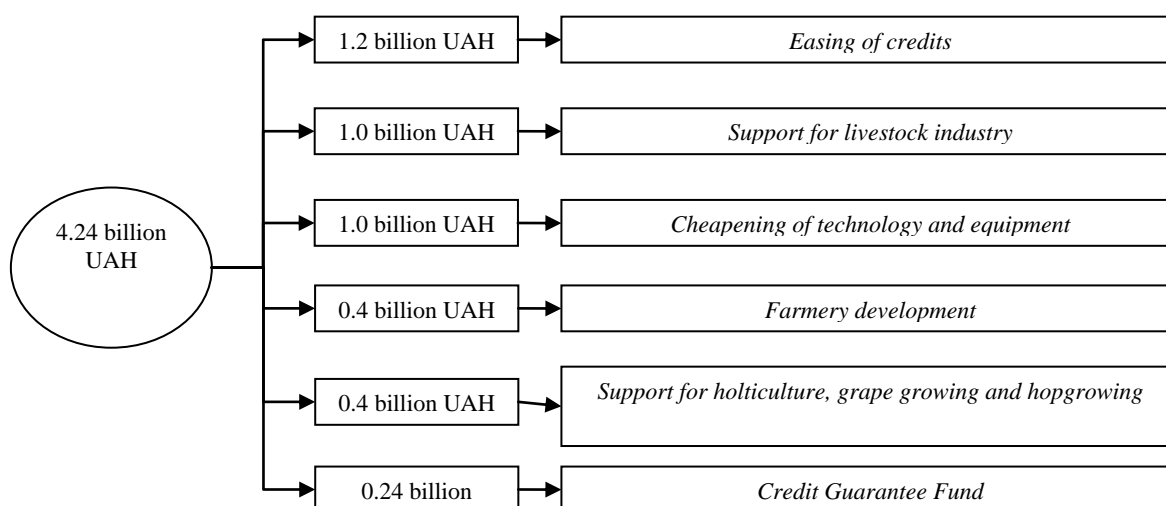 1.2 billion UAH
Easing of credits
1.0 billion UAH
Support for livestock industry
1.0 billion UAH
Cheapening of technology and equipment
4.24 billion
UAH
0.4 billion UAH
Farmery development
0.4 billion UAH
Support for holticulture, grape growing and hopgrowing
0.24 billion
Credit Guarantee Fund